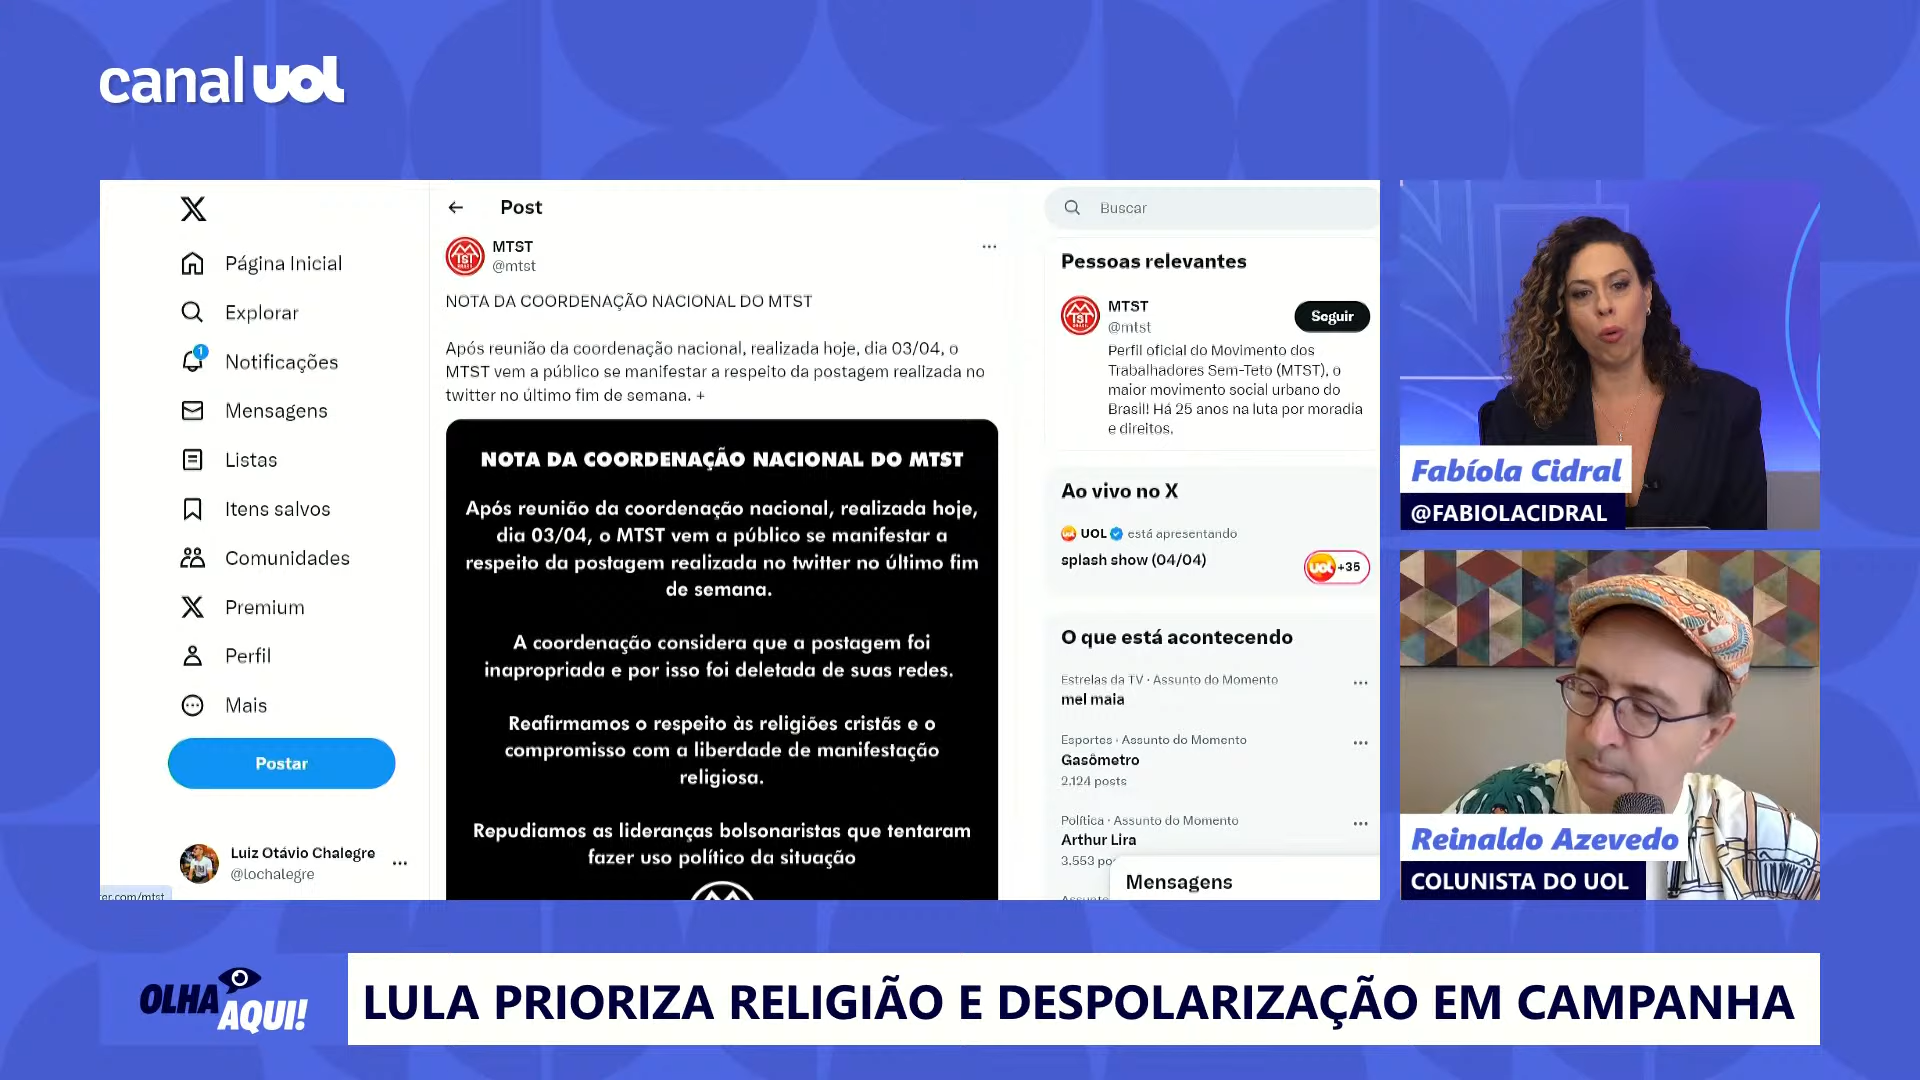 canal uol
Página Inicial
Explorar
1
Notificações
Mensagens
Listas
Itens salvos
Comunidades
Premium
Perfil
Mais
Postar
Luiz Otávio Chalegre
@lochalegre
Post
MTST
@mtst
NOTA DA COORDENAÇÃO NACIONAL DO MTST
Após reunião da coordenação nacional, realizada hoje, dia 03/04, o
MTST vem a público se manifestar a respeito da postagem realizada no
twitter no último fim de semana. +
NOTA DA COORDENAÇÃO NACIONAL DO MTST
Após reunião da coordenação nacional, realizada hoje,
dia 03/04, o MTST vem a público se manifestar a
respeito da postagem realizada no twitter no último fim
de semana.
A coordenação considera que a postagem foi
inapropriada e por isso foi deletada de suas redes.
Reafirmamos o respeito às religiões cristãs e o
compromisso com a liberdade de manifestação
religiosa.
Repudiamos as lideranças bolsonaristas que tentaram
fazer uso político da situação
Buscar
Pessoas relevantes
MTST
@mtst
Seguir
Perfil oficial do Movimento dos
Trabalhadores Sem-Teto (MTST), o
maior movimento social urbano do
Brasil! Há 25 anos na luta por moradia
e direitos.
Ao vivo no X
UOL está apresentando
splash show (04/04)
uol +35
O que está acontecendo
Estrelas da TV · Assunto do Momento
mel maia
Esportes · Assunto do Momento
Gasômetro
2.124 posts
Política · Assunto do Momento
Arthur Lira
3.553 po
Mensagens
Fabíola Cidral
@FABIOLACIDRAL
Reinaldo Azevedo
COLUNISTA DO UOL
OLHA
AQUI!
LULA PRIORIZA RELIGIÃO E DESPOLARIZAÇÃO EM CAMPANHA